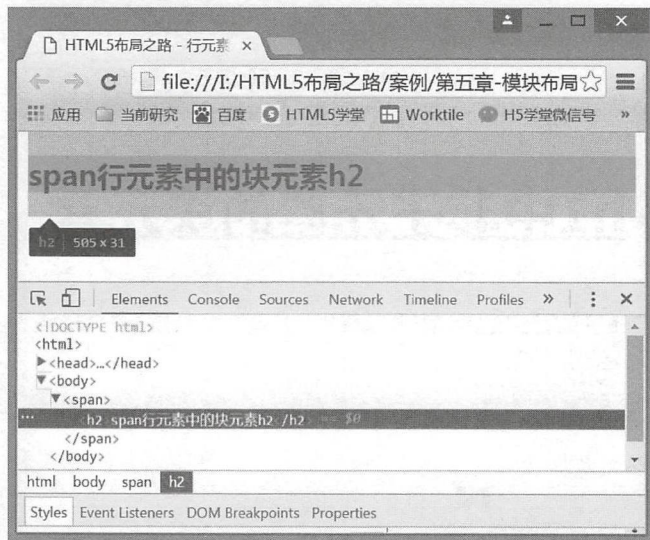 HTML5布局之路 - 行元素
file:///I:/HTML5布局之路/案例/第五章-模块布局
应用 当前研究 百度 HTML5学堂 Worktile H5学堂微信号 »
span行元素中的块元素h2
h2 505 × 31
Elements Console Sources Network Timeline Profiles »
<!DOCTYPE html>
<html>
<head>…</head>
<body>
<span>
h2 span行元素中的块元素h2 /h2 == $0
</span>
</body>
html body span h2
Styles Event Listeners DOM Breakpoints Properties